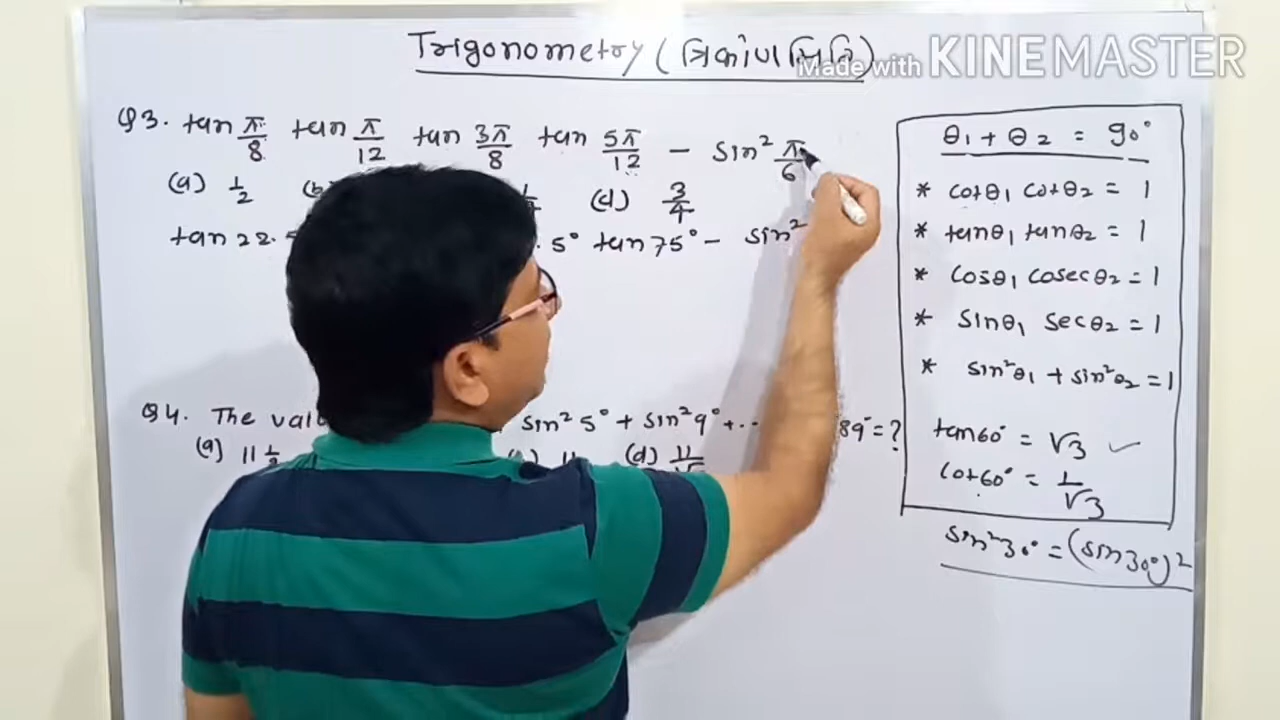 Trigonometry (त्रिकोणमिति)
Made with KINEMASTER
Q3. tan π/8 tan π/12 tan 3π/8 tan 5π/12 - sin² π/6
(a) 1/2 (d) 3/4
tan 22. 5° tan 75° - sin²
Q4. The sin² 5° + sin² 9° + .. 89° = ?
(a) 11 (d)
θ₁ + θ₂ = 90°
* cotθ₁ cotθ₂ = 1
* tanθ₁ tanθ₂ = 1
* cosθ₁ cosecθ₂ = 1
* sinθ₁ secθ₂ = 1
* sin²θ₁ + sin²θ₂ = 1
tan60° = √3 ✓
cot60° = 1/√3
sin²30° = (sin30°)²